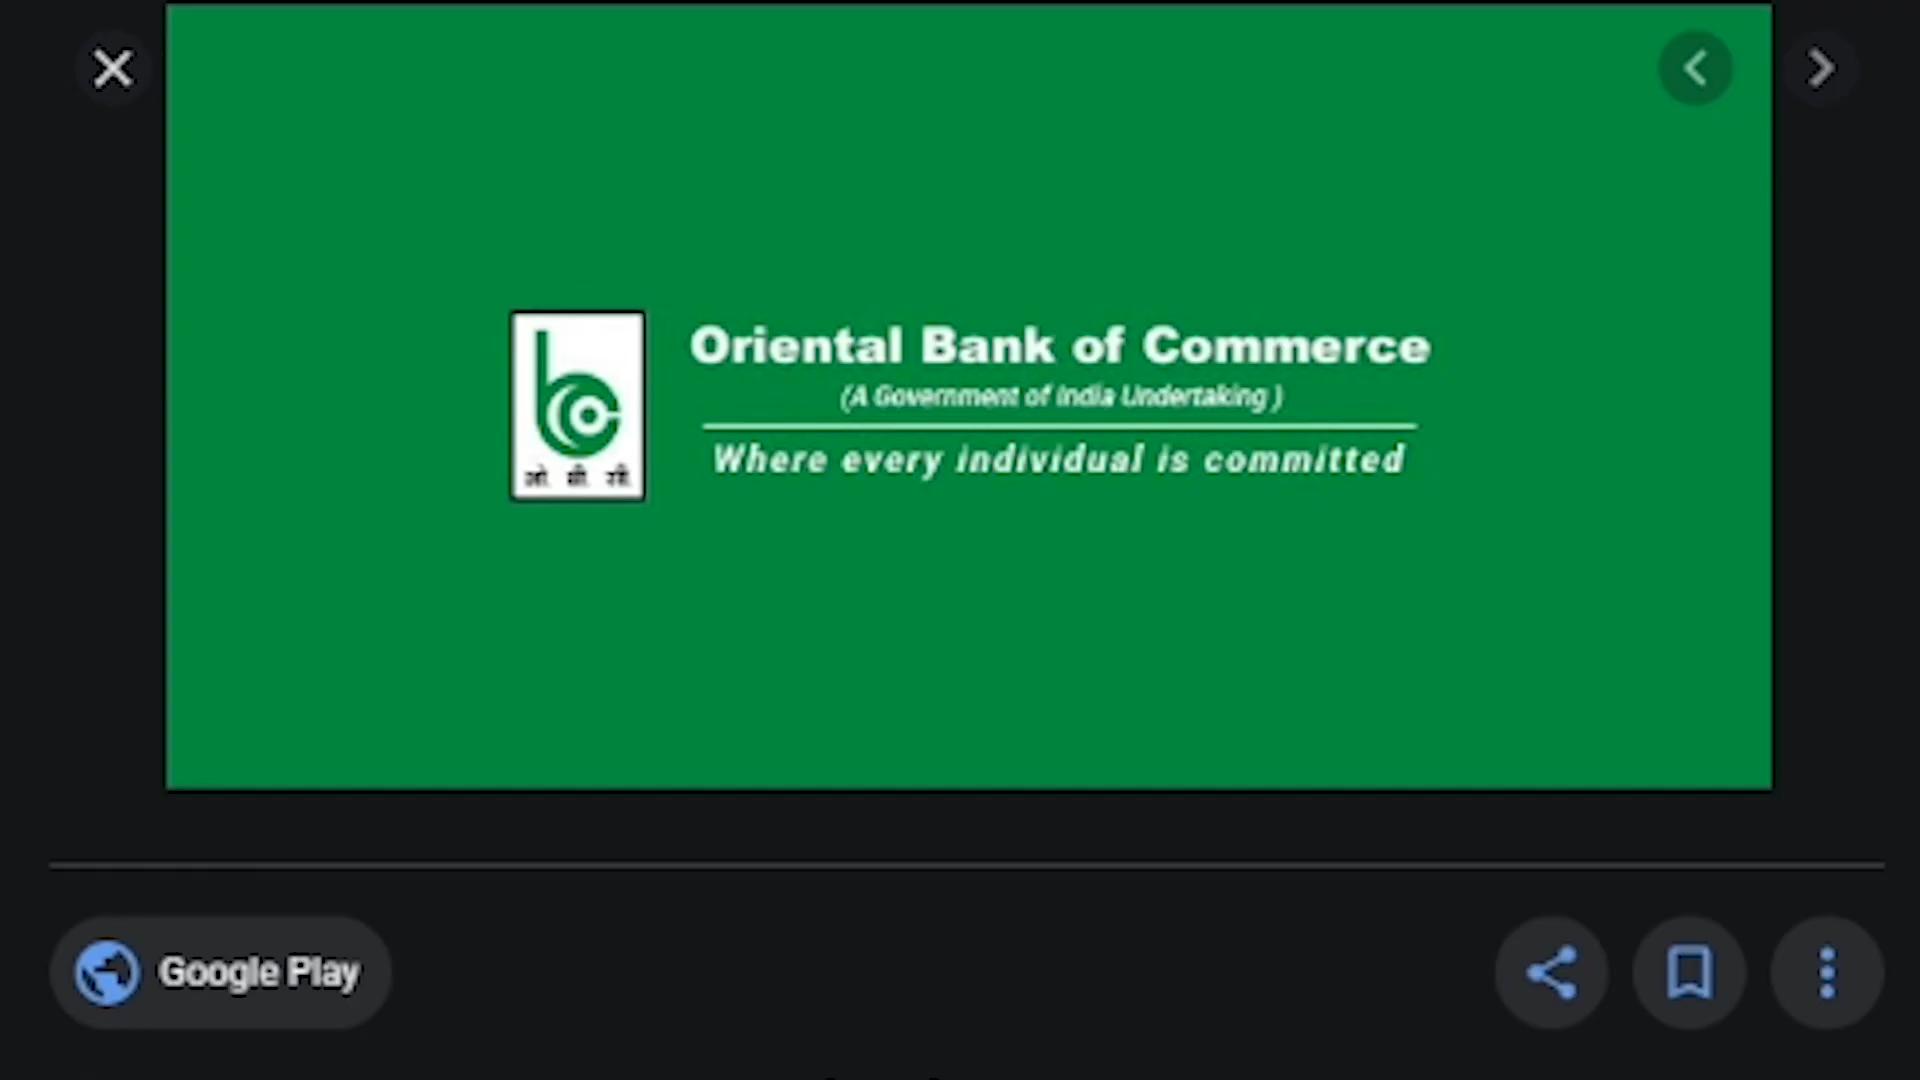 Oriental Bank of Commerce
(A Government of India Undertaking )
Where every individual is committed
ओ. बी. सी.
Google Play